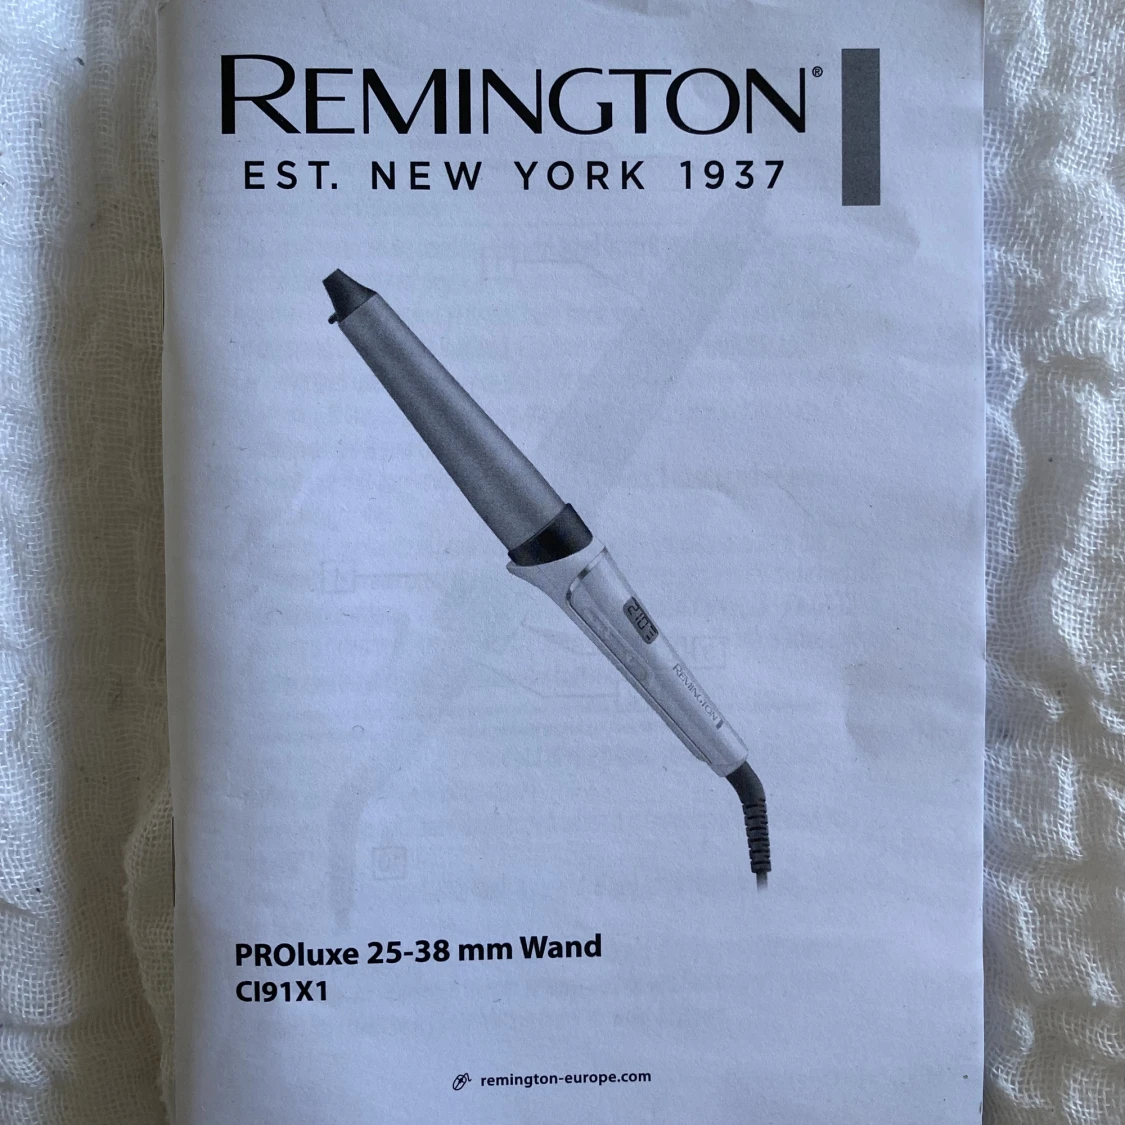 REMINGTON®
EST. NEW YORK 1937
210
REMINGTON
PROluxe 25-38 mm Wand
CI91X1
remington-europe.com